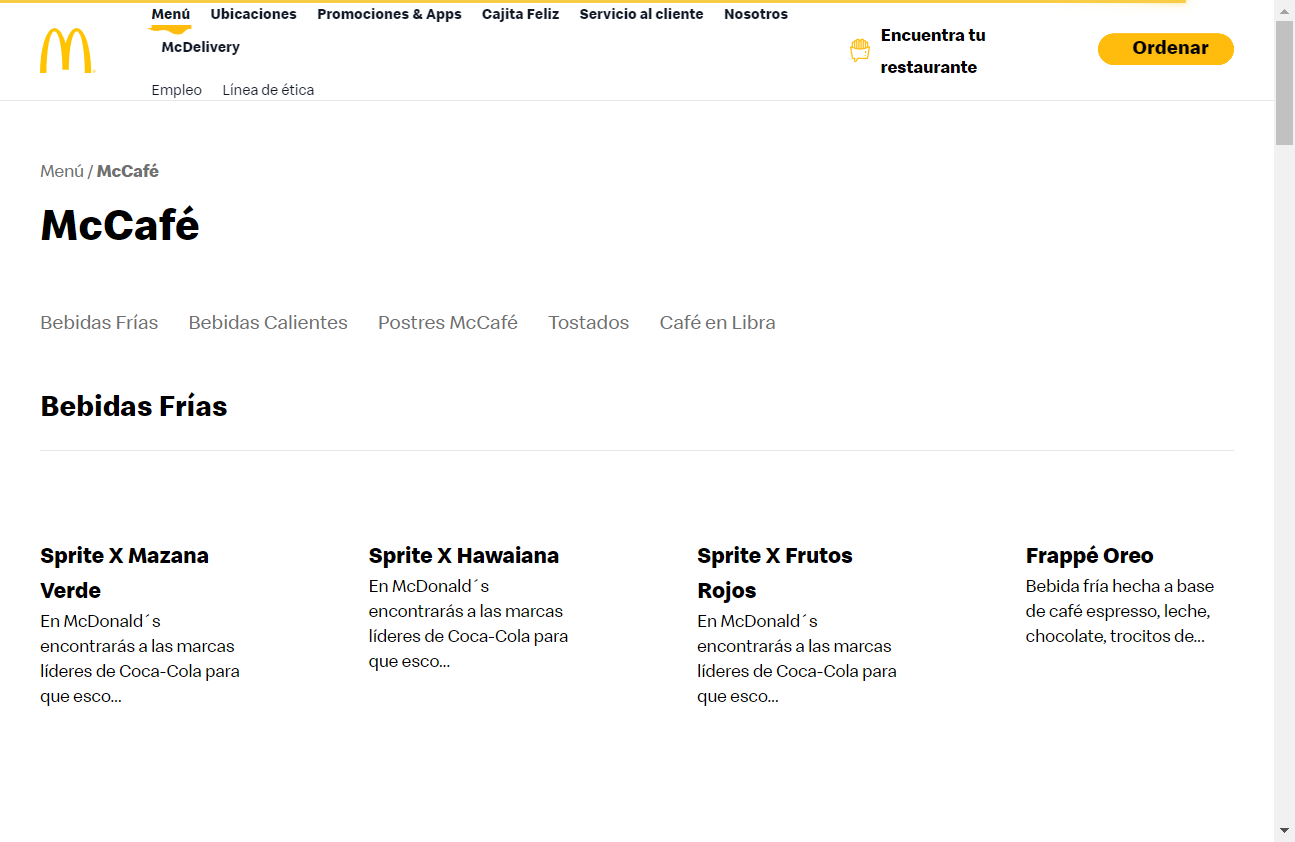 Menú Ubicaciones Promociones & Apps Cajita Feliz Servicio al cliente Nosotros
McDelivery
Empleo Línea de ética
Encuentra tu
restaurante
Ordenar
Menú / McCafé
McCafé
Bebidas Frías Bebidas Calientes Postres McCafé Tostados Café en Libra
Bebidas Frías
Sprite X Mazana
Verde
En McDonald´s
encontrarás a las marcas
líderes de Coca-Cola para
que esco...
Sprite X Hawaiana
En McDonald´s
encontrarás a las marcas
líderes de Coca-Cola para
que esco...
Sprite X Frutos
Rojos
En McDonald´s
encontrarás a las marcas
líderes de Coca-Cola para
que esco...
Frappé Oreo
Bebida fría hecha a base
de café espresso, leche,
chocolate, trocitos de...